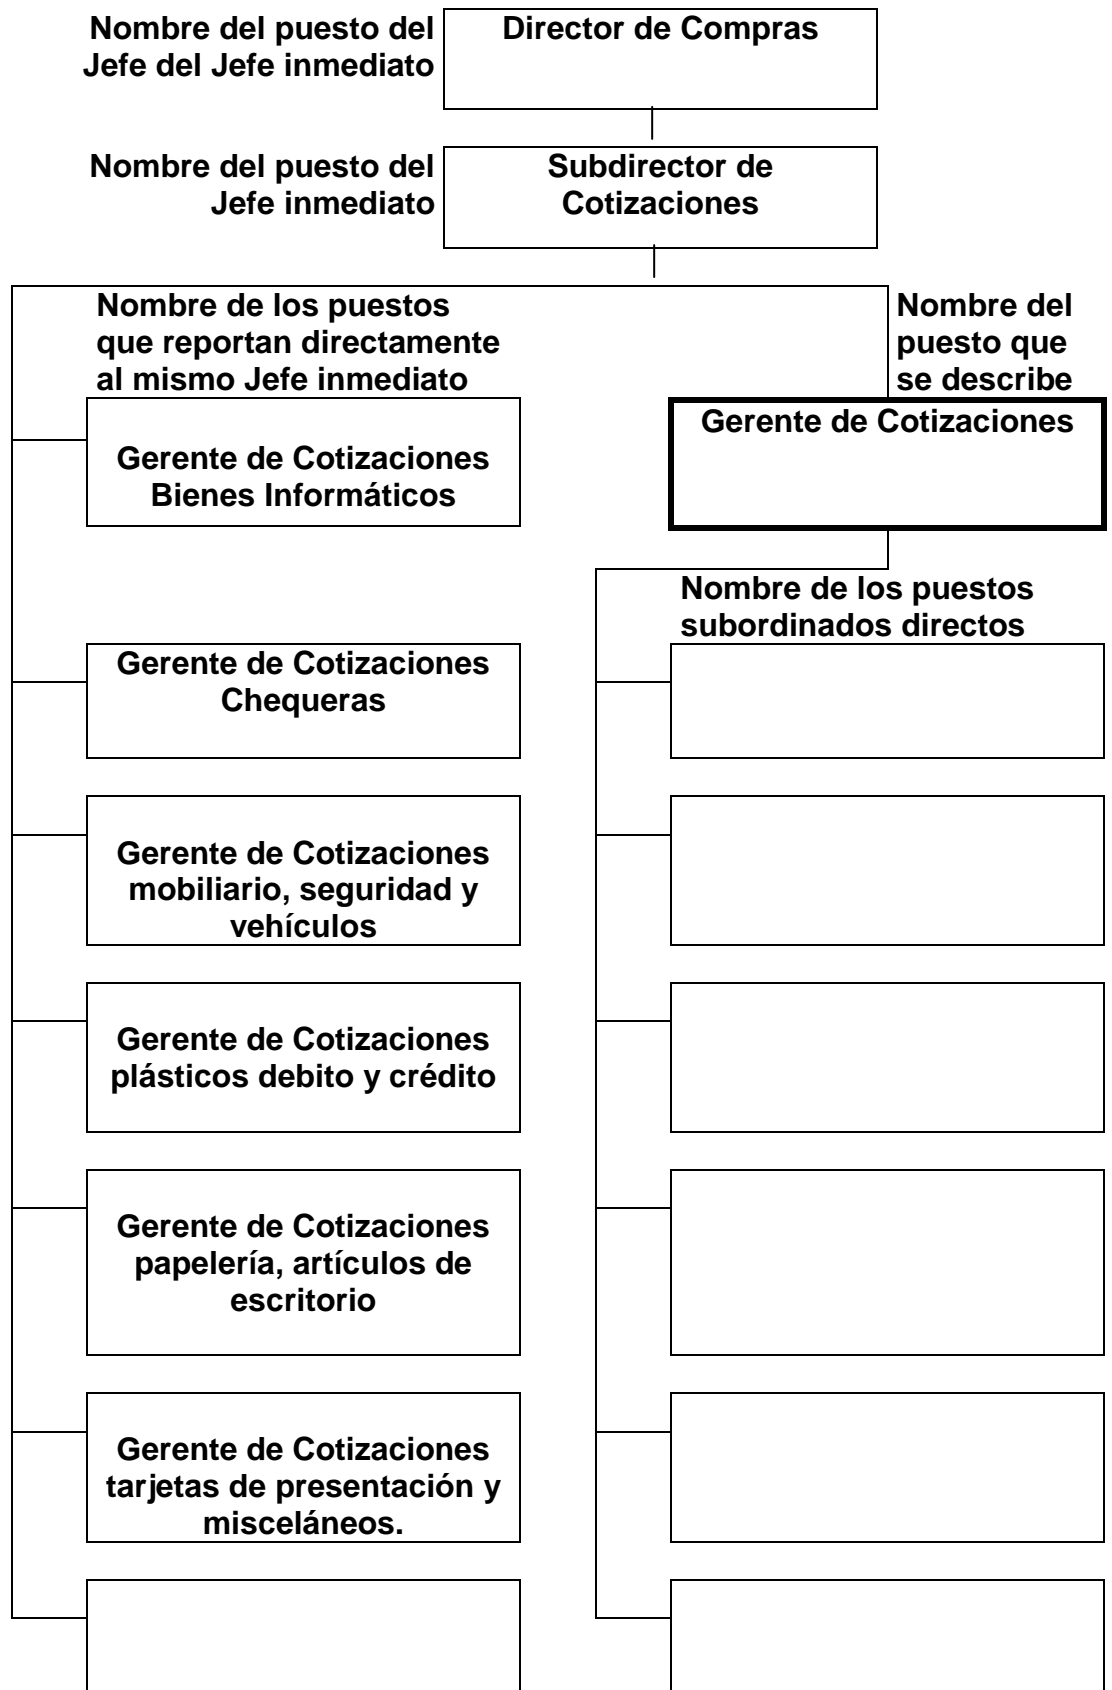 Nombre del puesto del
Jefe del Jefe inmediato
Director de Compras
Nombre del puesto del
Jefe inmediato
Subdirector de
Cotizaciones
Nombre de los puestos
que reportan directamente
al mismo Jefe inmediato
Nombre del
puesto que
se describe
Gerente de Cotizaciones
Bienes Informáticos
Gerente de Cotizaciones
Nombre de los puestos
subordinados directos
Gerente de Cotizaciones
Chequeras
Gerente de Cotizaciones
mobiliario, seguridad y
vehículos
Gerente de Cotizaciones
plásticos debito y crédito
Gerente de Cotizaciones
papelería, artículos de
escritorio
Gerente de Cotizaciones
tarjetas de presentación y
misceláneos.